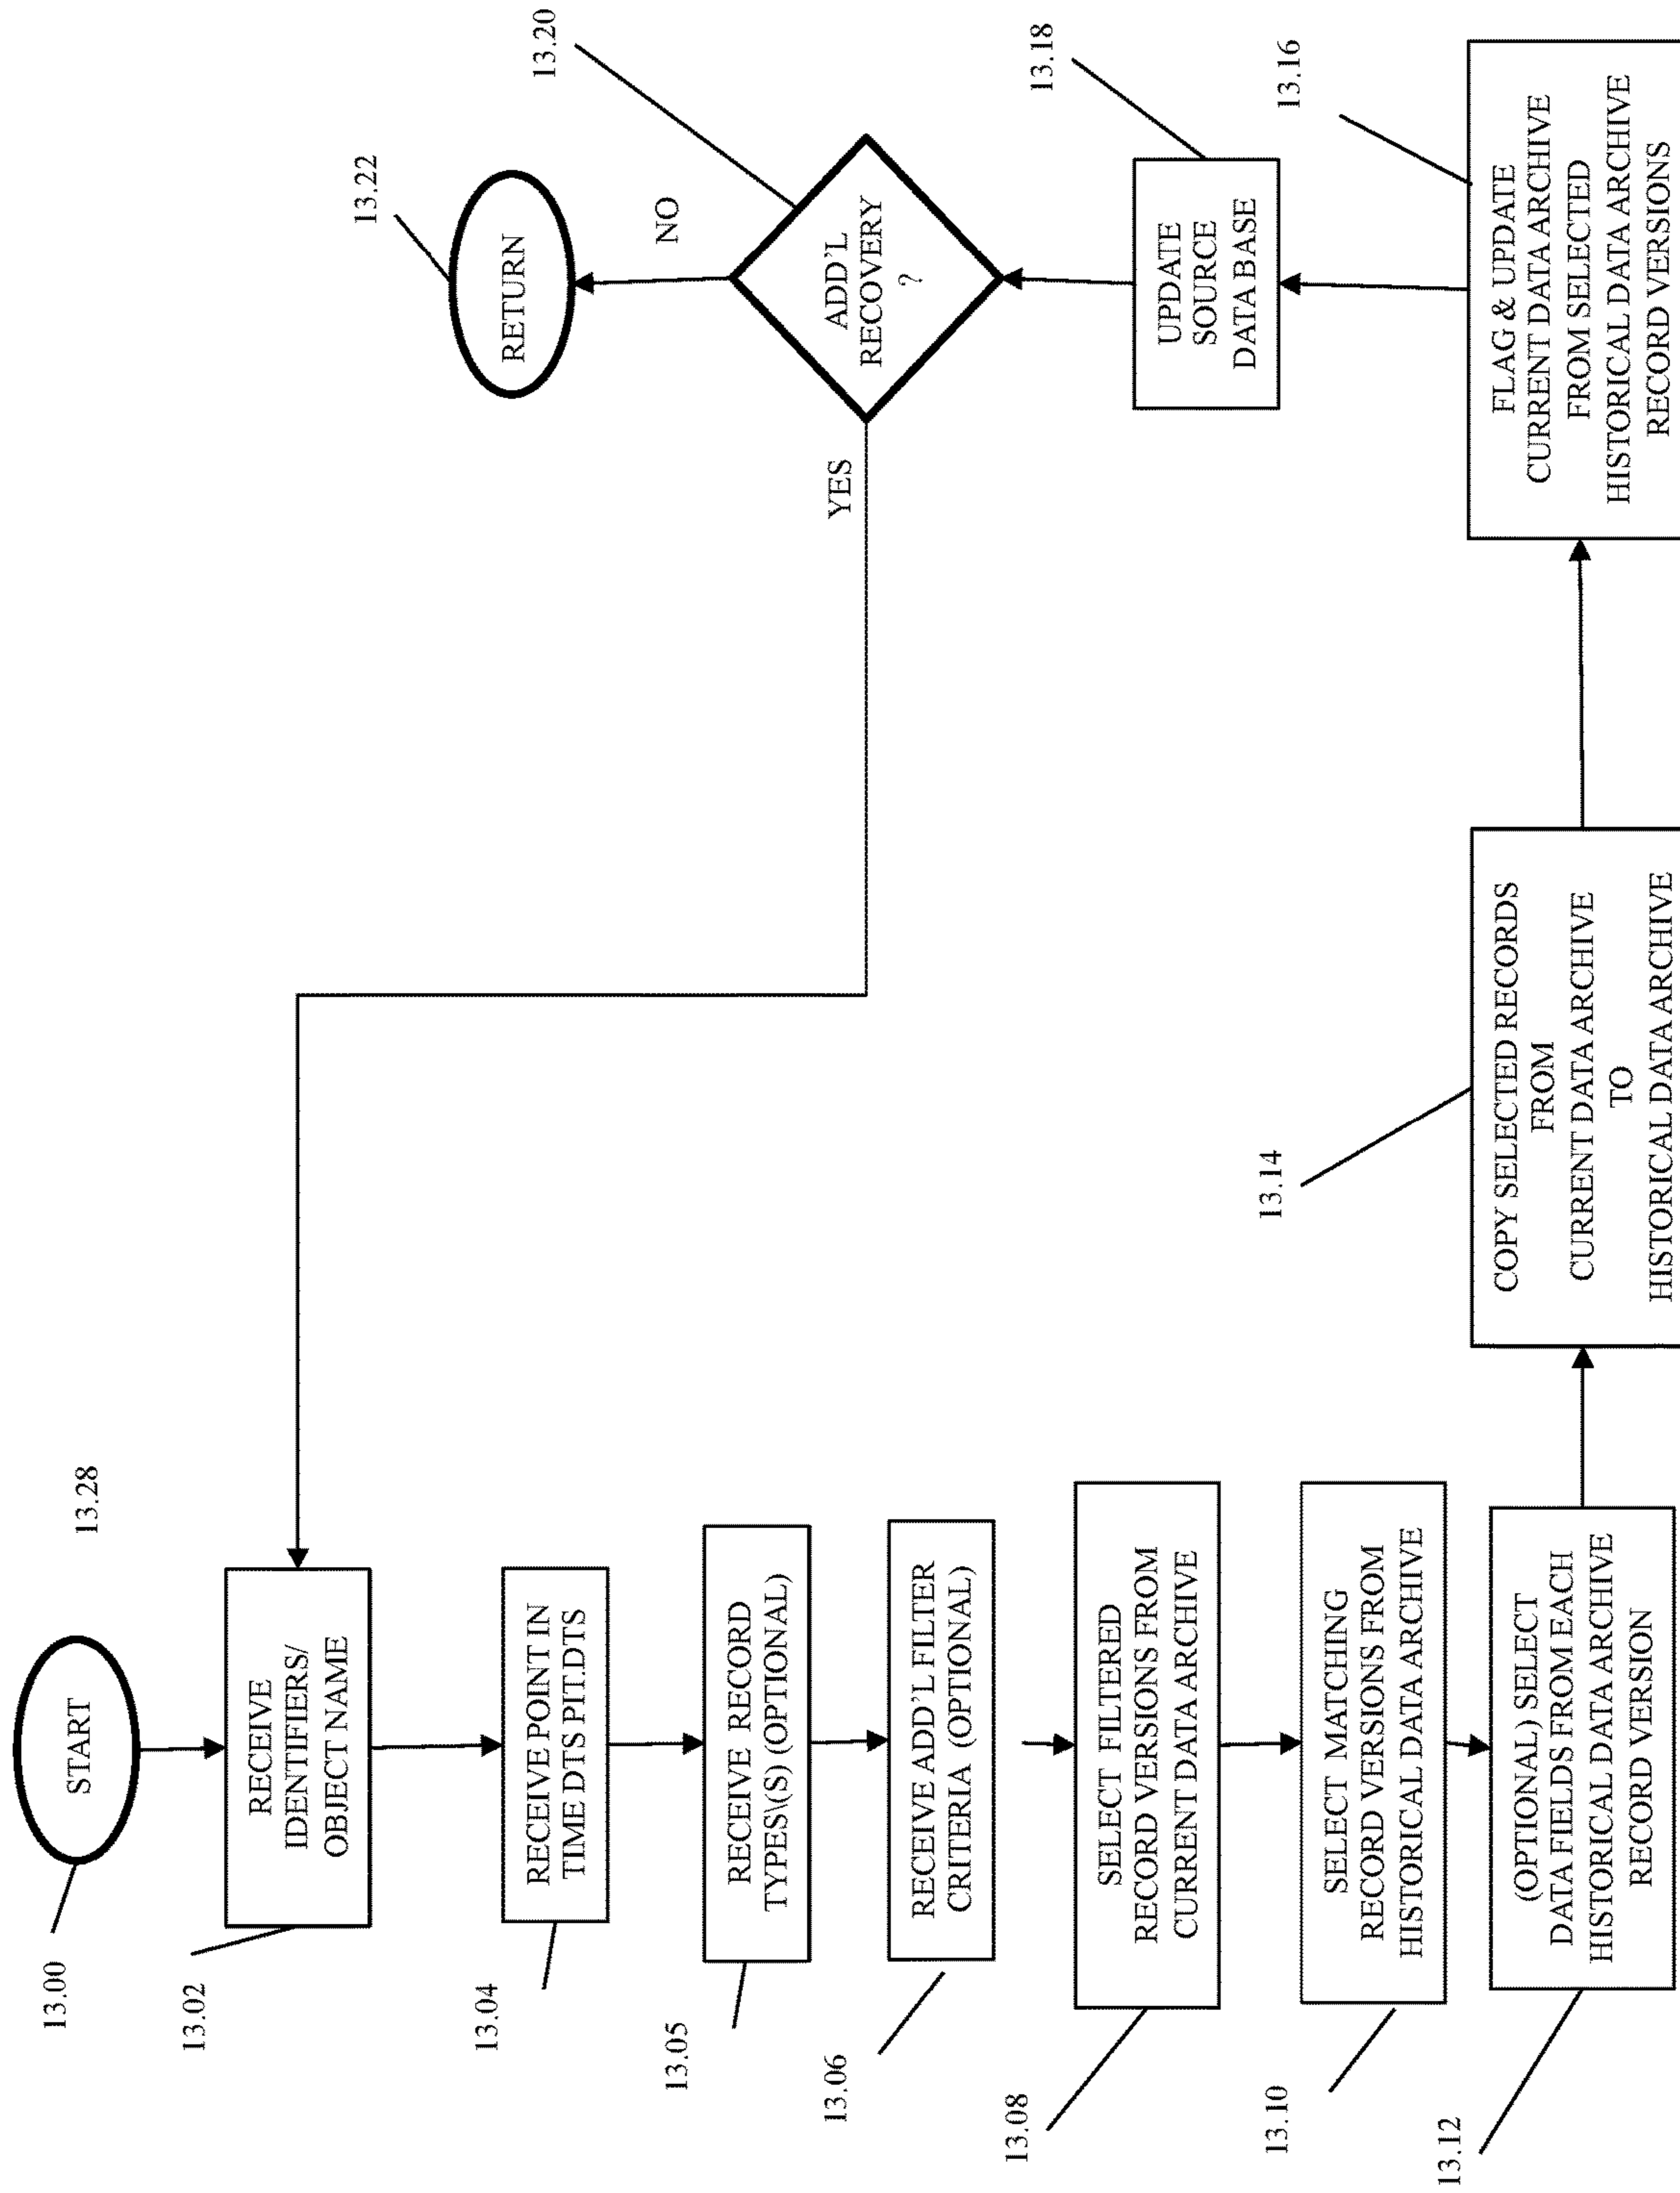 13.00
START
13.28
13.02
RECEIVE
IDENTIFIERS/
OBJECT NAME
13.04
RECEIVE POINT IN
TIME DTS PIT.DTS
13.05
RECEIVE RECORD
TYPES\(S) (OPTIONAL)
13.06
RECEIVE ADD'L FILTER
CRITERIA (OPTIONAL)
13.08
SELECT FILTERED
RECORD VERSIONS FROM
CURRENT DATA ARCHIVE
13.10
SELECT MATCHING
RECORD VERSIONS FROM
HISTORICAL DATA ARCHIVE
13.12
(OPTIONAL) SELECT
DATA FIELDS FROM EACH
HISTORICAL DATA ARCHIVE
RECORD VERSION
13.14
COPY SELECTED RECORDS
FROM
CURRENT DATA ARCHIVE
TO
HISTORICAL DATA ARCHIVE
13.16
FLAG & UPDATE
CURRENT DATA ARCHIVE
FROM SELECTED
HISTORICAL DATA ARCHIVE
RECORD VERSIONS
13.18
UPDATE
SOURCE
DATABASE
13.20
ADD'L
RECOVERY
?
YES
NO
13.22
RETURN